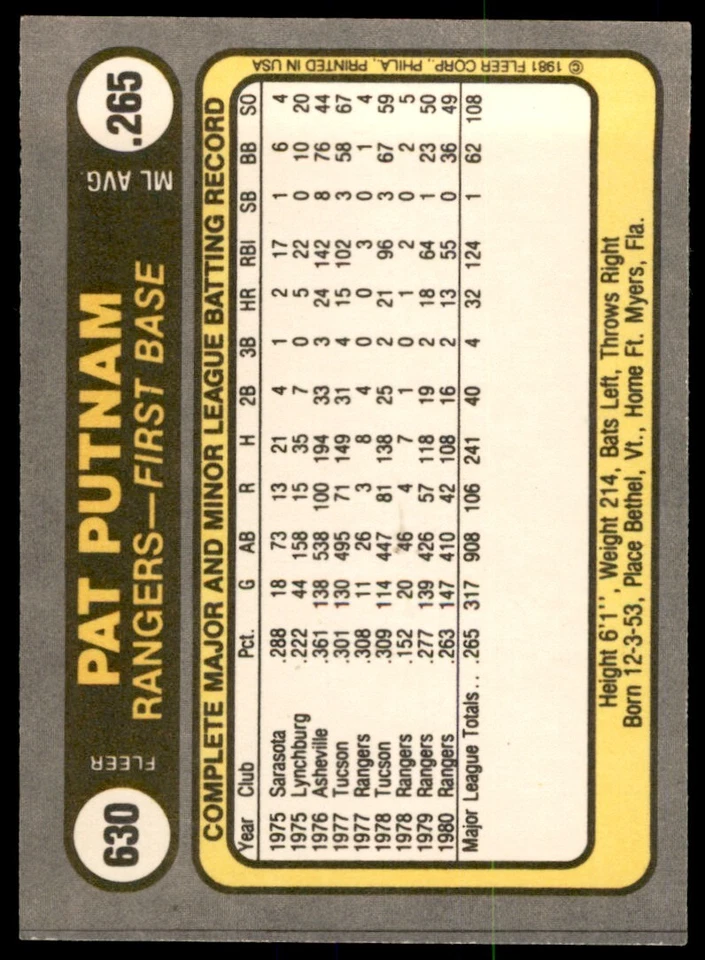 630
FLEER
PAT PUTNAM
RANGERS—FIRST BASE
ML AVG.
.265
COMPLETE MAJOR AND MINOR LEAGUE BATTING RECORD
Year Club Pct. G AB R H 2B 3B HR RBI SB BB SO
1975 Sarasota .288 18 73 13 21 4 1 2 17 1 6 4
1975 Lynchburg .222 44 158 15 35 7 0 5 22 0 10 20
1976 Asheville .361 138 538 100 194 33 3 24 142 8 76 44
1977 Tucson .301 130 495 71 149 31 4 15 102 3 58 67
1977 Rangers .308 11 26 3 8 4 0 0 3 0 1 4
1978 Tucson .309 114 447 81 138 25 2 21 96 3 67 59
1978 Rangers .152 20 46 4 7 1 0 1 2 0 2 5
1979 Rangers .277 139 426 57 118 19 2 18 64 1 23 50
1980 Rangers .263 147 410 42 108 16 2 13 55 0 36 49
Major League Totals.. .265 317 908 106 241 40 4 32 124 1 62 108
© 1981 FLEER CORP., PHILA., PRINTED IN USA
Height 6'1'', Weight 214, Bats Left, Throws Right
Born 12-3-53, Place Bethel, Vt., Home Ft. Myers, Fla.